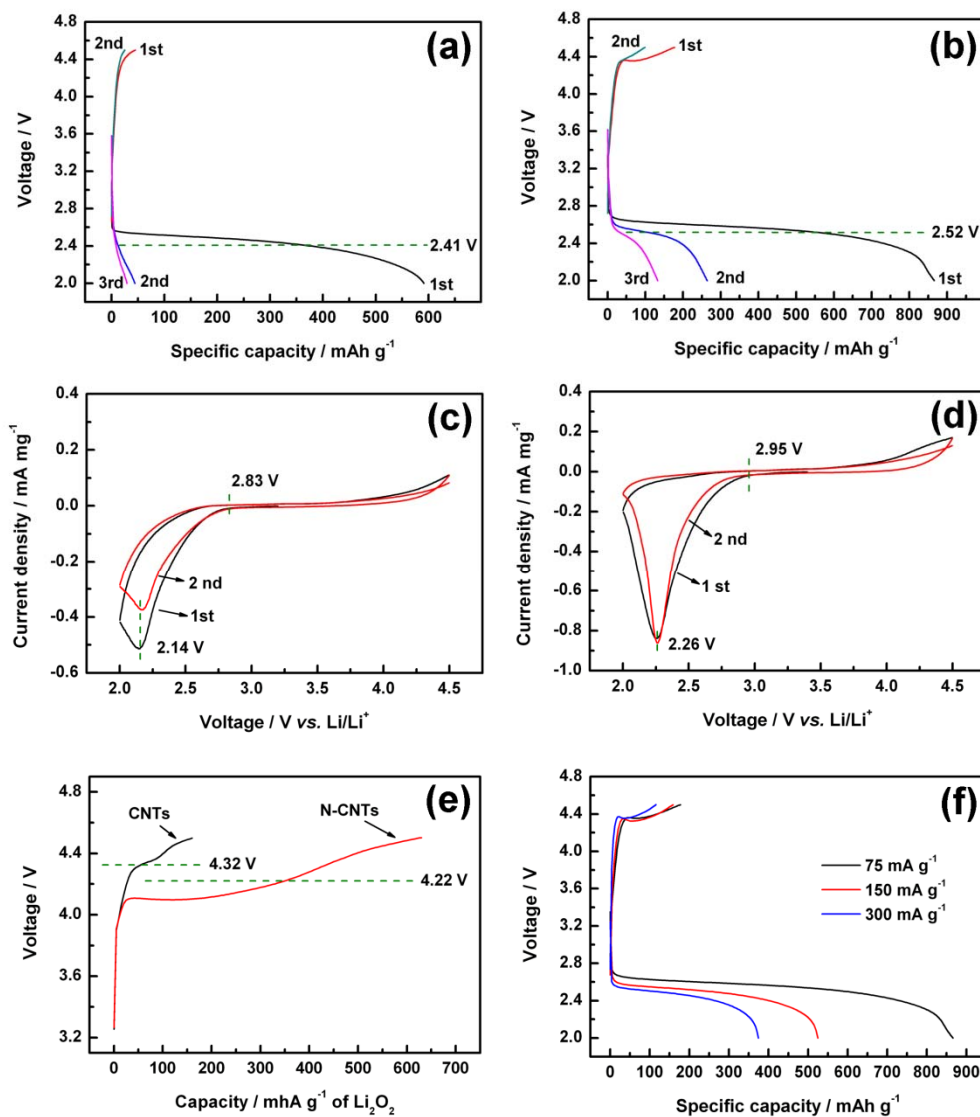 (a)
4.8
4.4
4.0
3.6
3.2
2.8
2.4
2.0
Voltage / V
2nd
1st
2.41 V
3rd
2nd
1st
0 100 200 300 400 500 600
Specific capacity / mAh g⁻¹
(b)
4.8
4.4
4.0
3.6
3.2
2.8
2.4
2.0
Voltage / V
2nd
1st
2.52 V
3rd
2nd
1st
0 100 200 300 400 500 600 700 800 900
Specific capacity / mAh g⁻¹
(c)
0.4
0.2
0.0
-0.2
-0.4
-0.6
Current density / mA mg⁻¹
2.83 V
2 nd
1st
2.14 V
2.0 2.5 3.0 3.5 4.0 4.5
Voltage / V vs. Li/Li⁺
(d)
0.4
0.2
0.0
-0.2
-0.4
-0.6
-0.8
-1.0
Current density / mA mg⁻¹
2.95 V
2 nd
1 st
2.26 V
2.0 2.5 3.0 3.5 4.0 4.5
Voltage / V vs. Li/Li⁺
(e)
4.8
4.4
4.0
3.6
3.2
Voltage / V
CNTs
N-CNTs
4.32 V
4.22 V
0 100 200 300 400 500 600 700
Capacity / mhA g⁻¹ of Li₂O₂
(f)
4.8
4.4
4.0
3.6
3.2
2.8
2.4
2.0
Voltage / V
75 mA g⁻¹
150 mA g⁻¹
300 mA g⁻¹
0 100 200 300 400 500 600 700 800 900
Specific capacity / mAh g⁻¹